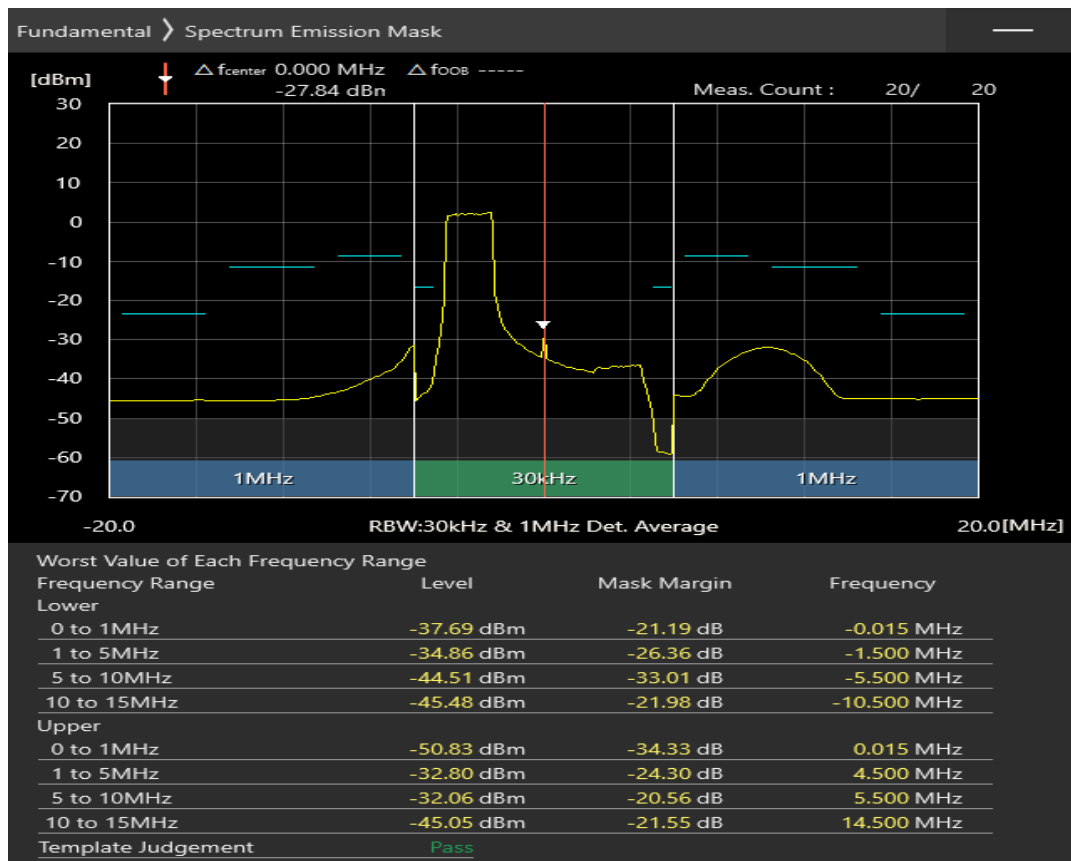 Fundamental ❯ Spectrum Emission Mask
[dBm] △ fcenter 0.000 MHz △ fOOB -----
-27.84 dBn Meas. Count : 20/ 20
30
20
10
0
-10
-20
-30
-40
-50
-60
1MHz 30kHz 1MHz
-70
-20.0 RBW:30kHz & 1MHz Det. Average 20.0[MHz]
Worst Value of Each Frequency Range
Frequency Range Level Mask Margin Frequency
Lower
0 to 1MHz -37.69 dBm -21.19 dB -0.015 MHz
1 to 5MHz -34.86 dBm -26.36 dB -1.500 MHz
5 to 10MHz -44.51 dBm -33.01 dB -5.500 MHz
10 to 15MHz -45.48 dBm -21.98 dB -10.500 MHz
Upper
0 to 1MHz -50.83 dBm -34.33 dB 0.015 MHz
1 to 5MHz -32.80 dBm -24.30 dB 4.500 MHz
5 to 10MHz -32.06 dBm -20.56 dB 5.500 MHz
10 to 15MHz -45.05 dBm -21.55 dB 14.500 MHz
Template Judgement Pass